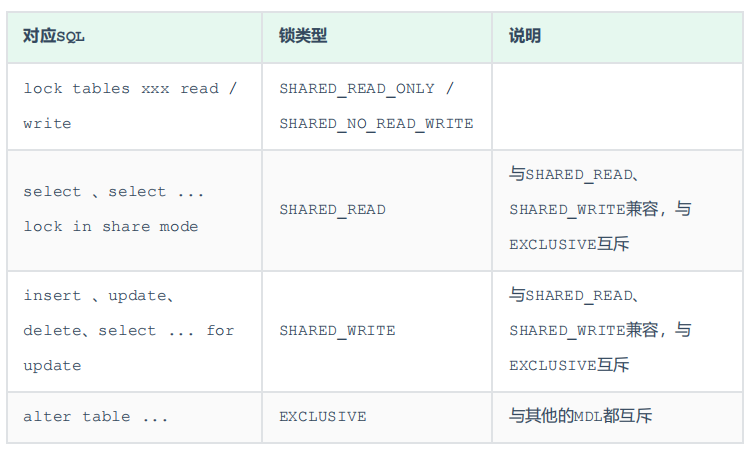 对应SQL 锁类型 说明
lock tables xxx read /
write
SHARED_READ_ONLY /
SHARED_NO_READ_WRITE
select 、select ...
lock in share mode
SHARED_READ
与SHARED_READ、
SHARED_WRITE兼容，与
EXCLUSIVE互斥
insert 、update、
delete、select ... for
update
SHARED_WRITE
与SHARED_READ、
SHARED_WRITE兼容，与
EXCLUSIVE互斥
alter table ...
EXCLUSIVE
与其他的MDL都互斥